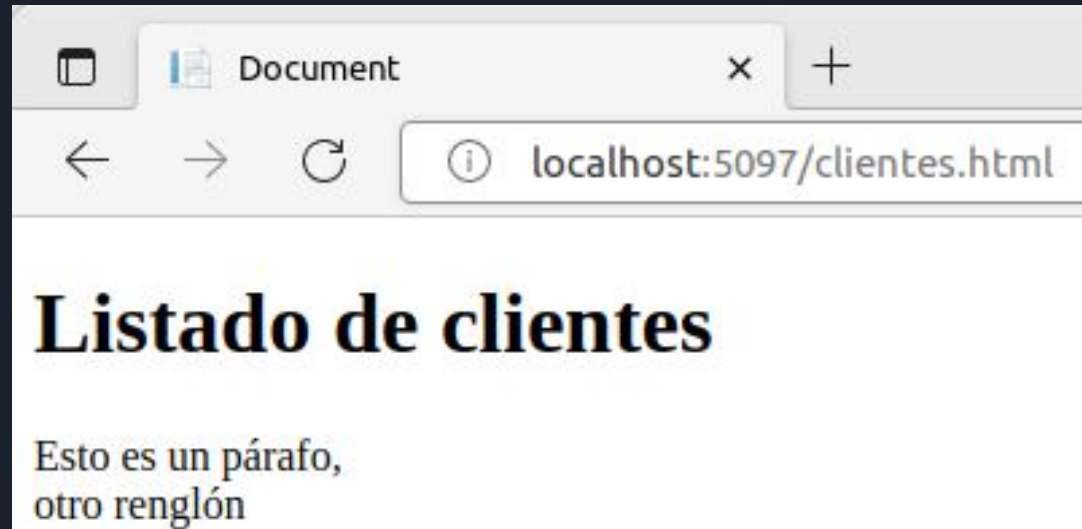 Document
localhost:5097/clientes.html
Listado de clientes
Esto es un párafo,
otro renglón